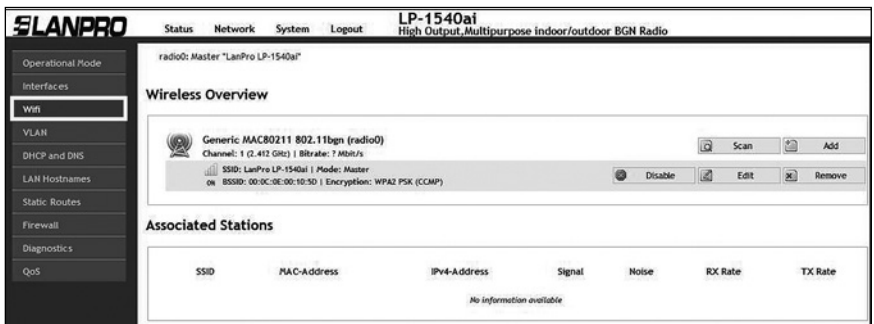 LANPRO
Status Network System Logout
LP-1540ai
High Output,Multipurpose indoor/outdoor BGN Radio
Operational Mode
Interfaces
Wifi
VLAN
DHCP and DNS
LAN Hostnames
Static Routes
Firewall
Diagnostics
QoS
radio0: Master "LanPro LP-1540ai"
Wireless Overview
Generic MAC80211 802.11bgn (radio0)
Channel: 1 (2.412 GHz) | Bitrate: ? Mbit/s
Scan Add
SSID: LanPro LP-1540ai | Mode: Master
ON BSSID: 00:0C:0E:00:10:5D | Encryption: WPA2 PSK (CCMP)
Disable Edit Remove
Associated Stations
SSID MAC-Address IPv4-Address Signal Noise RX Rate TX Rate
No information available